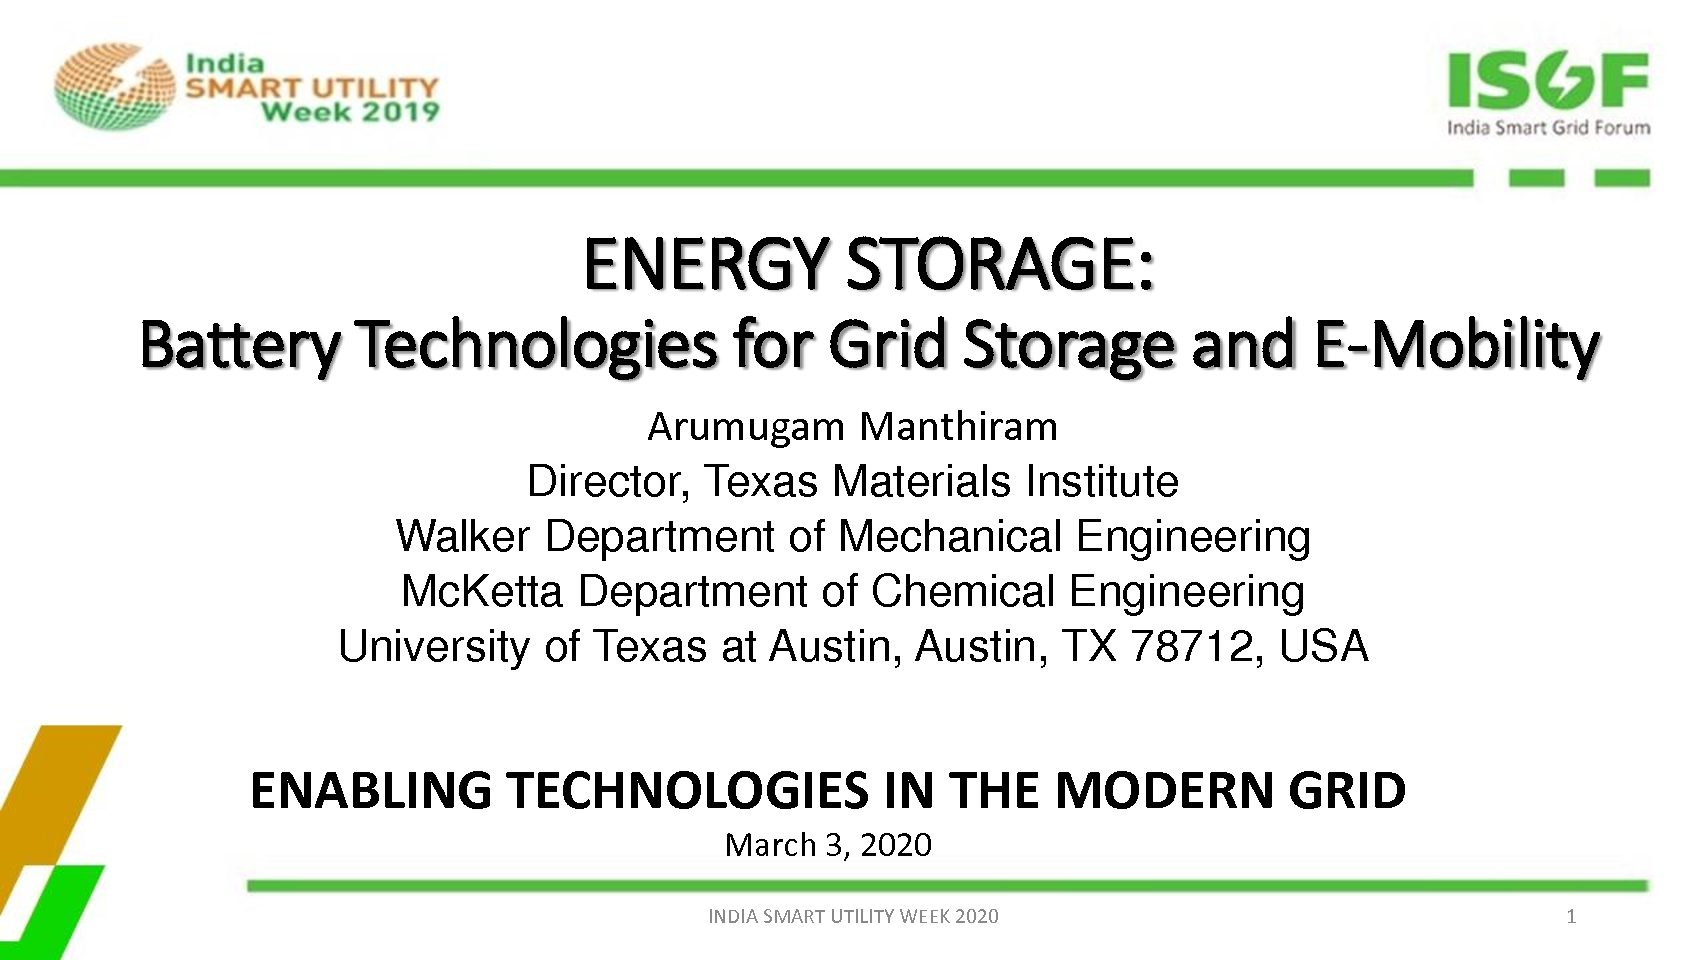 India
SMART UTILITY
Week 2019
ISGF
India Smart Grid Forum
ENERGY STORAGE:
Battery Technologies for Grid Storage and E-Mobility
Arumugam Manthiram
Director, Texas Materials Institute
Walker Department of Mechanical Engineering
McKetta Department of Chemical Engineering
University of Texas at Austin, Austin, TX 78712, USA
ENABLING TECHNOLOGIES IN THE MODERN GRID
March 3, 2020
INDIA SMART UTILITY WEEK 2020
1